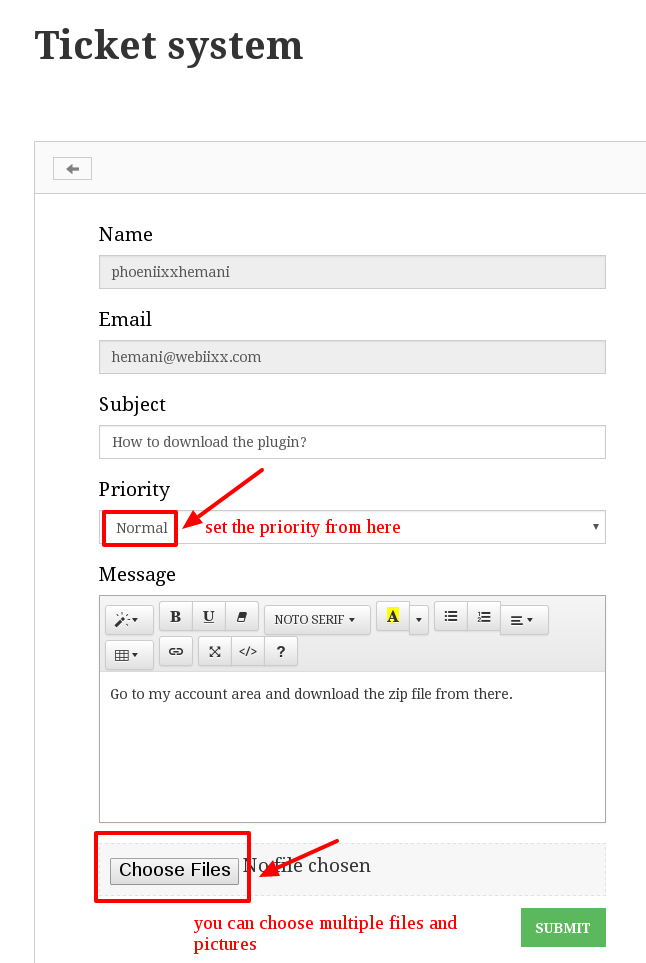 Ticket system
Name
phoeniixxhemani
Email
hemani@webiixx.com
Subject
How to download the plugin?
Priority
Normal
set the priority from here
Message
B U NOTO SERIF A
</> ?
Go to my account area and download the zip file from there.
Choose Files No file chosen
you can choose multiple files and
pictures
SUBMIT